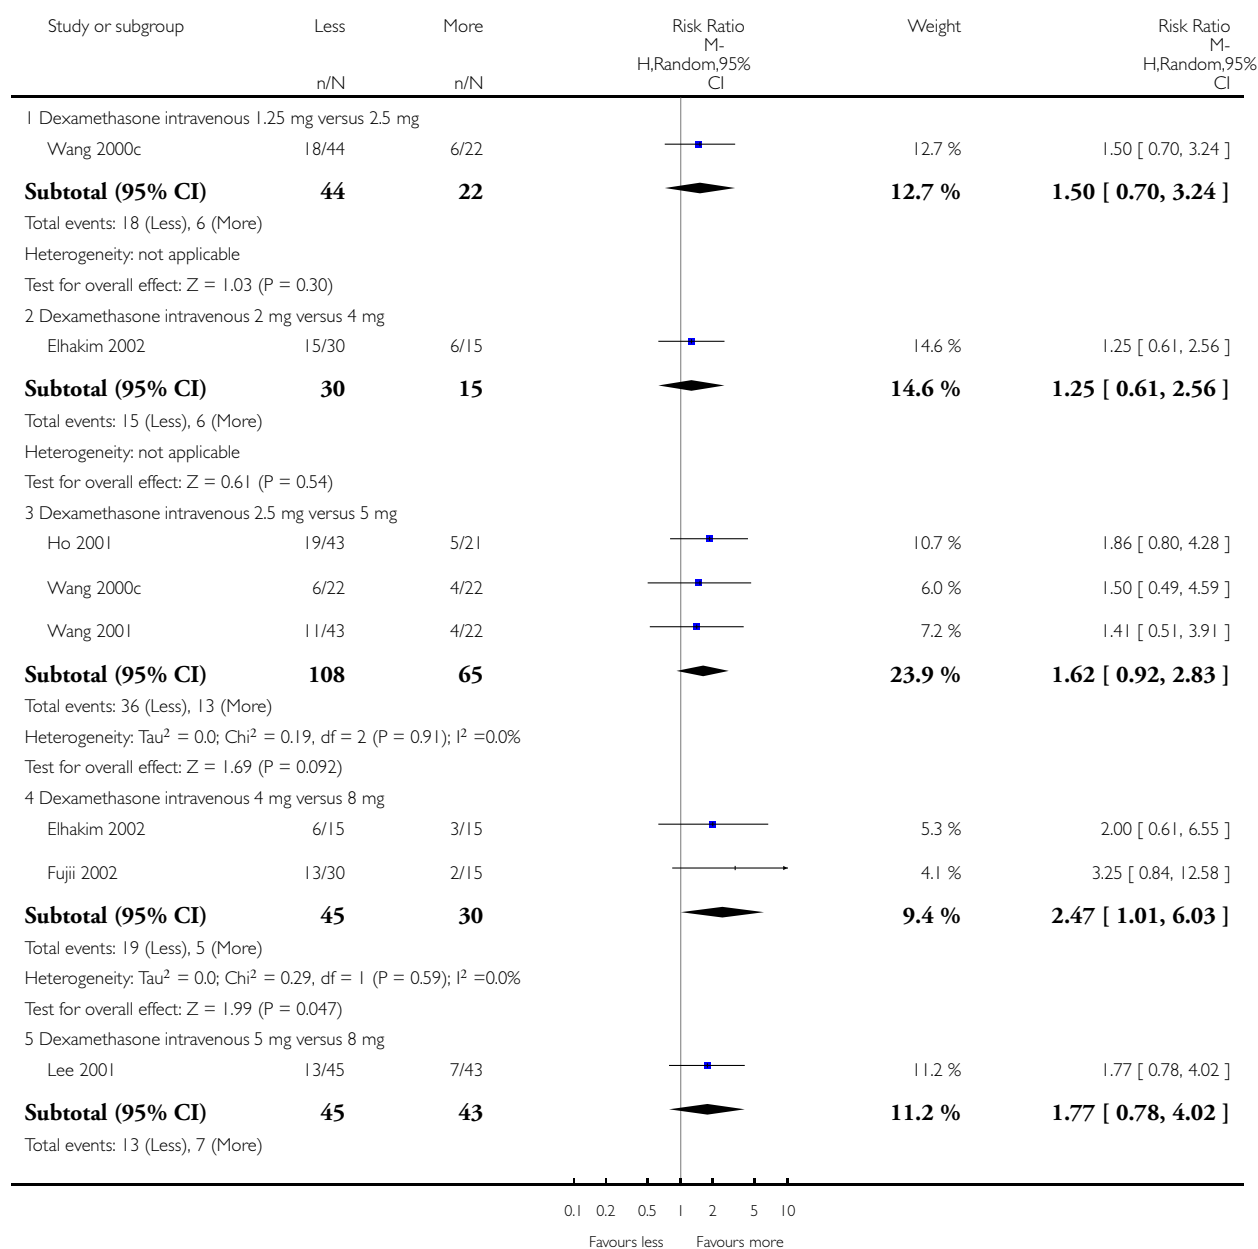 Study or subgroup Less More Risk Ratio Weight Risk Ratio
M- M-
H,Random,95% H,Random,95%
n/N n/N CI CI
1 Dexamethasone intravenous 1.25 mg versus 2.5 mg
Wang 2000c 18/44 6/22 12.7 % 1.50 [ 0.70, 3.24 ]
Subtotal (95% CI) 44 22 12.7 % 1.50 [ 0.70, 3.24 ]
Total events: 18 (Less), 6 (More)
Heterogeneity: not applicable
Test for overall effect: Z = 1.03 (P = 0.30)
2 Dexamethasone intravenous 2 mg versus 4 mg
Elhakim 2002 15/30 6/15 14.6 % 1.25 [ 0.61, 2.56 ]
Subtotal (95% CI) 30 15 14.6 % 1.25 [ 0.61, 2.56 ]
Total events: 15 (Less), 6 (More)
Heterogeneity: not applicable
Test for overall effect: Z = 0.61 (P = 0.54)
3 Dexamethasone intravenous 2.5 mg versus 5 mg
Ho 2001 19/43 5/21 10.7 % 1.86 [ 0.80, 4.28 ]
Wang 2000c 6/22 4/22 6.0 % 1.50 [ 0.49, 4.59 ]
Wang 2001 11/43 4/22 7.2 % 1.41 [ 0.51, 3.91 ]
Subtotal (95% CI) 108 65 23.9 % 1.62 [ 0.92, 2.83 ]
Total events: 36 (Less), 13 (More)
Heterogeneity: Tau² = 0.0; Chi² = 0.19, df = 2 (P = 0.91); I² =0.0%
Test for overall effect: Z = 1.69 (P = 0.092)
4 Dexamethasone intravenous 4 mg versus 8 mg
Elhakim 2002 6/15 3/15 5.3 % 2.00 [ 0.61, 6.55 ]
Fujii 2002 13/30 2/15 4.1 % 3.25 [ 0.84, 12.58 ]
Subtotal (95% CI) 45 30 9.4 % 2.47 [ 1.01, 6.03 ]
Total events: 19 (Less), 5 (More)
Heterogeneity: Tau² = 0.0; Chi² = 0.29, df = 1 (P = 0.59); I² =0.0%
Test for overall effect: Z = 1.99 (P = 0.047)
5 Dexamethasone intravenous 5 mg versus 8 mg
Lee 2001 13/45 7/43 11.2 % 1.77 [ 0.78, 4.02 ]
Subtotal (95% CI) 45 43 11.2 % 1.77 [ 0.78, 4.02 ]
Total events: 13 (Less), 7 (More)
0.1 0.2 0.5 1 2 5 10
Favours less Favours more